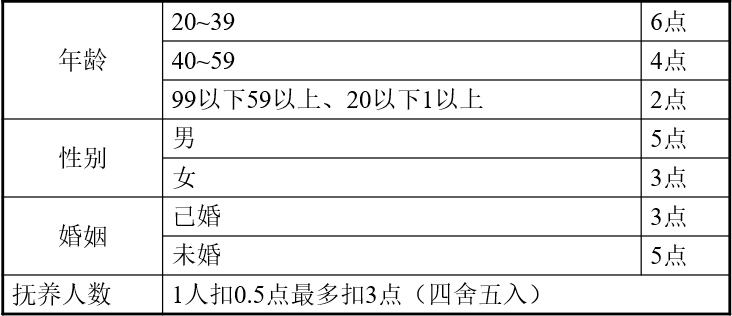 年龄
20~39 6点
40~59 4点
99以下59以上、20以下1以上 2点
性别
男 5点
女 3点
婚姻
已婚 3点
未婚 5点
抚养人数 1人扣0.5点最多扣3点（四舍五入）